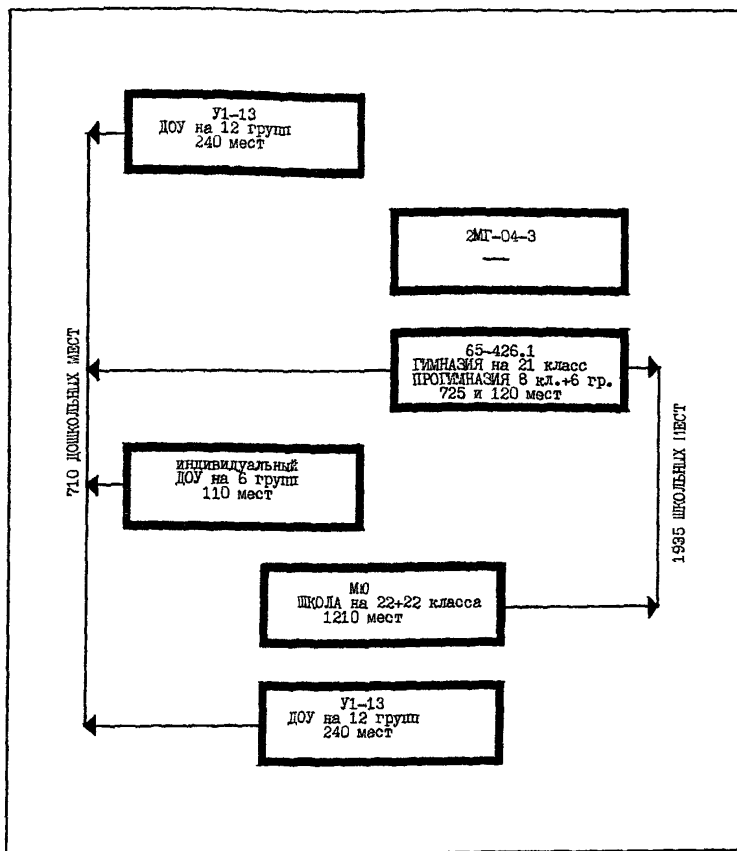 У1-13
ДОУ на 12 групп
240 мест
2МГ-04-3
—
65-426.1
ГИМНАЗИЯ на 21 класс
ПРОГИМНАЗИЯ 8 кл.+6 гр.
725 и 120 мест
710 ДОШКОЛЬНЫХ МЕСТ
индивидуальный
ДОУ на 6 групп
110 мест
1935 ШКОЛЬНЫХ МЕСТ
МЮ
ШКОЛА на 22+22 класса
1210 мест
У1-13
ДОУ на 12 групп
240 мест